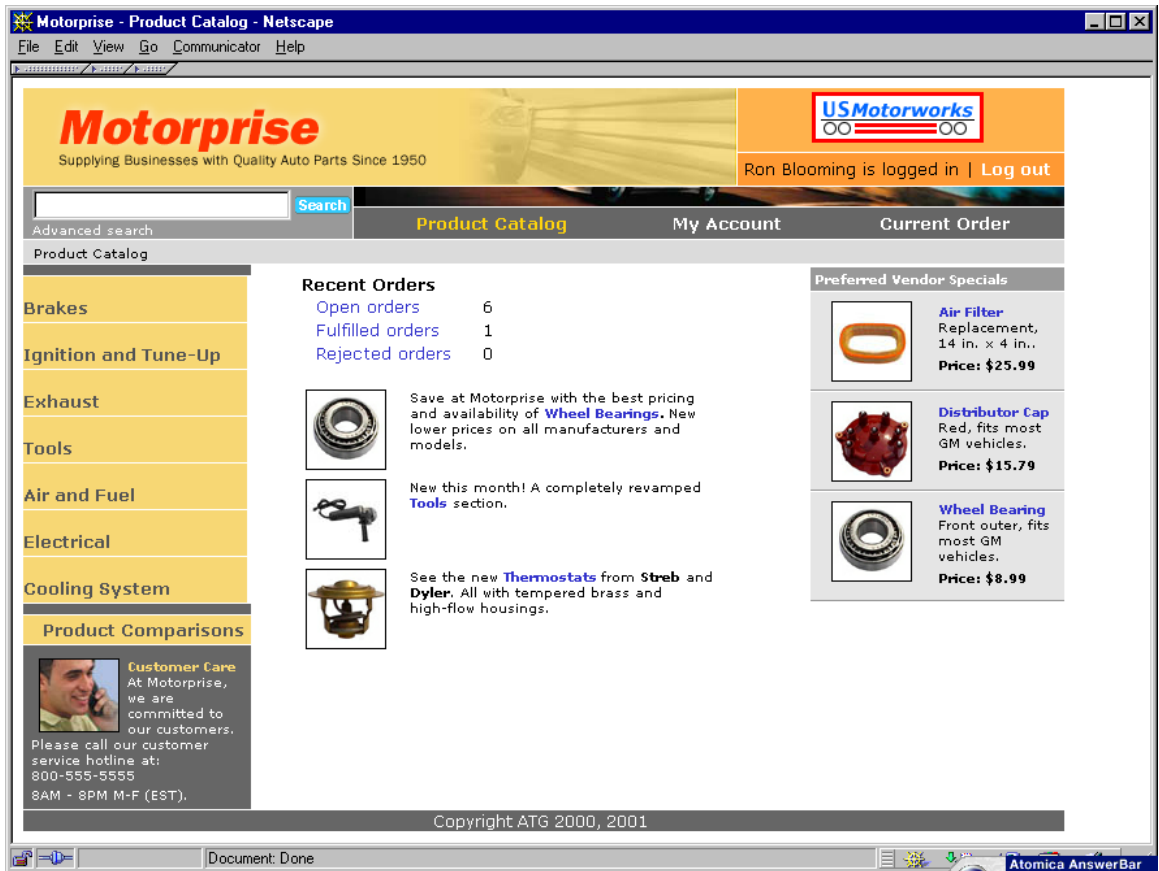 Motorprise - Product Catalog - Netscape
File Edit View Go Communicator Help
Motorprise
Supplying Businesses with Quality Auto Parts Since 1950
USMotorworks
Ron Blooming is logged in | Log out
Search
Advanced search
Product Catalog
My Account
Current Order
Product Catalog
Brakes
Ignition and Tune-Up
Exhaust
Tools
Air and Fuel
Electrical
Cooling System
Product Comparisons
Customer Care
At Motorprise,
we are
committed to
our customers.
Please call our customer
service hotline at:
800-555-5555
8AM - 8PM M-F (EST).
Recent Orders
Open orders 6
Fulfilled orders 1
Rejected orders 0
Save at Motorprise with the best pricing
and availability of Wheel Bearings. New
lower prices on all manufacturers and
models.
New this month! A completely revamped
Tools section.
See the new Thermostats from Streb and
Dyler. All with tempered brass and
high-flow housings.
Preferred Vendor Specials
Air Filter
Replacement,
14 in. x 4 in..
Price: $25.99
Distributor Cap
Red, fits most
GM vehicles.
Price: $15.79
Wheel Bearing
Front outer, fits
most GM
vehicles.
Price: $8.99
Copyright ATG 2000, 2001
Document: Done
Atomica AnswerBar